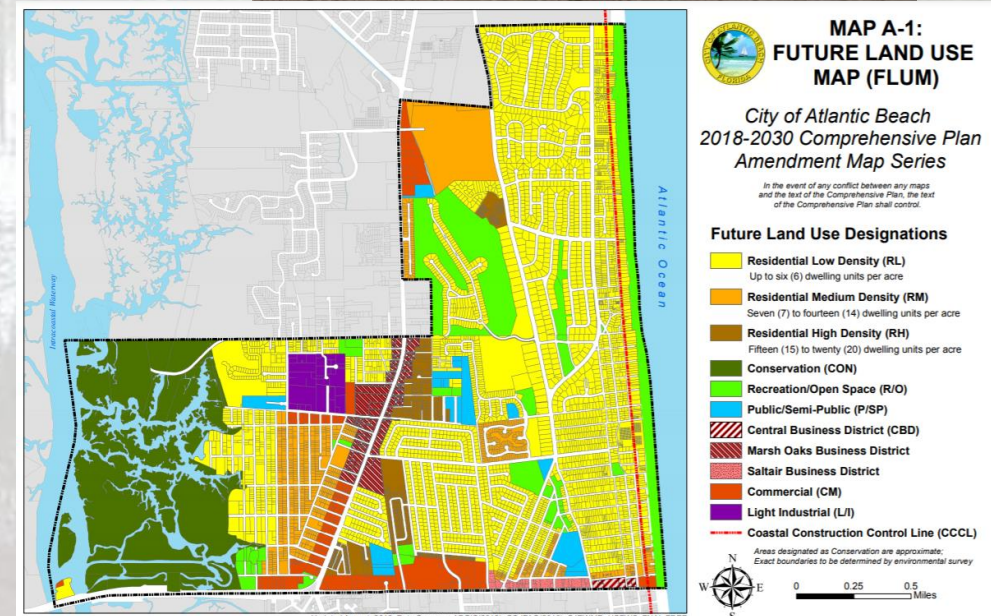 MAP A-1:
FUTURE LAND USE
MAP (FLUM)
CITY OF ATLANTIC BEACH
FLORIDA
City of Atlantic Beach
2018-2030 Comprehensive Plan
Amendment Map Series
In the event of any conflict between any maps
and the text of the Comprehensive Plan, the text
of the Comprehensive Plan shall control.
Future Land Use Designations
Residential Low Density (RL)
Up to six (6) dwelling units per acre
Residential Medium Density (RM)
Seven (7) to fourteen (14) dwelling units per acre
Residential High Density (RH)
Fifteen (15) to twenty (20) dwelling units per acre
Conservation (CON)
Recreation/Open Space (R/O)
Public/Semi-Public (P/SP)
Central Business District (CBD)
Marsh Oaks Business District
Saltair Business District
Commercial (CM)
Light Industrial (L/I)
Coastal Construction Control Line (CCCL)
Areas designated as Conservation are approximate;
Exact boundaries to be determined by environmental survey
N
W E
S
0 0.25 0.5
Miles
Atlantic Ocean
Intracoastal Waterway